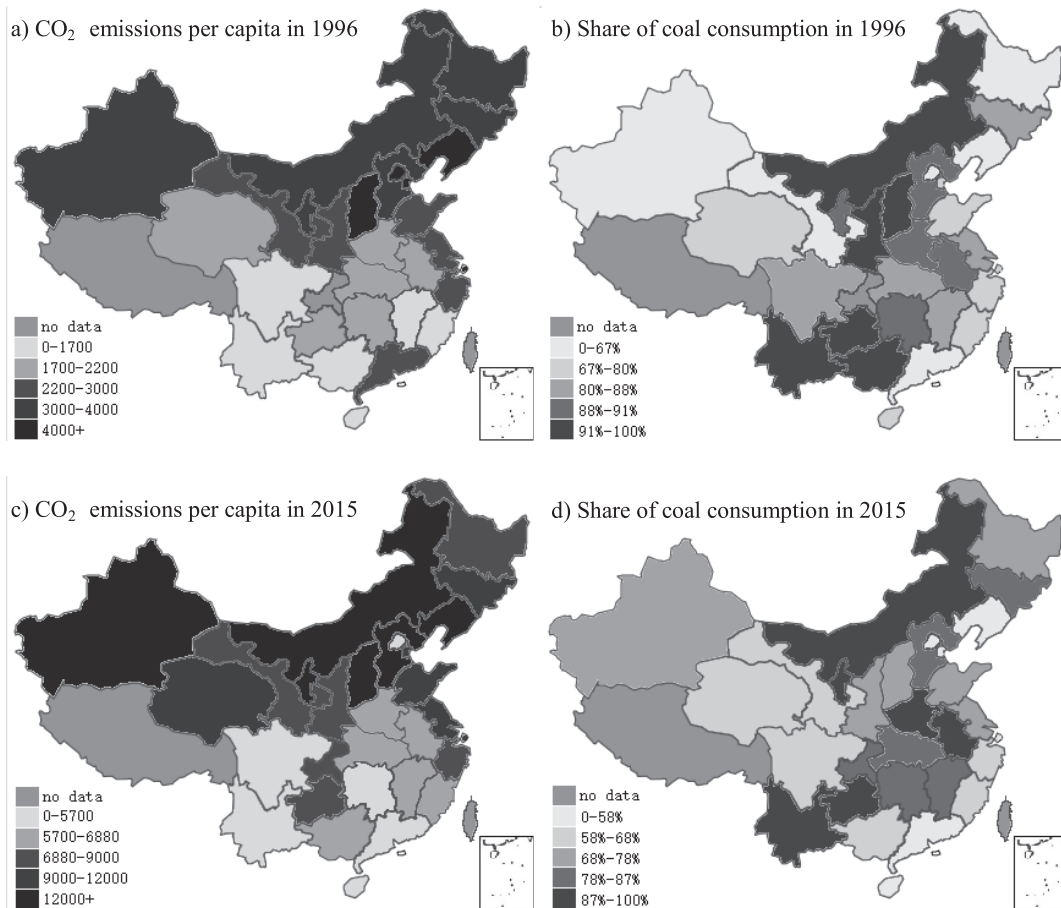 a) CO₂ emissions per capita in 1996
no data
0-1700
1700-2200
2200-3000
3000-4000
4000+
b) Share of coal consumption in 1996
no data
0-67%
67%-80%
80%-88%
88%-91%
91%-100%
c) CO₂ emissions per capita in 2015
no data
0-5700
5700-6880
6880-9000
9000-12000
12000+
d) Share of coal consumption in 2015
no data
0-58%
58%-68%
68%-78%
78%-87%
87%-100%